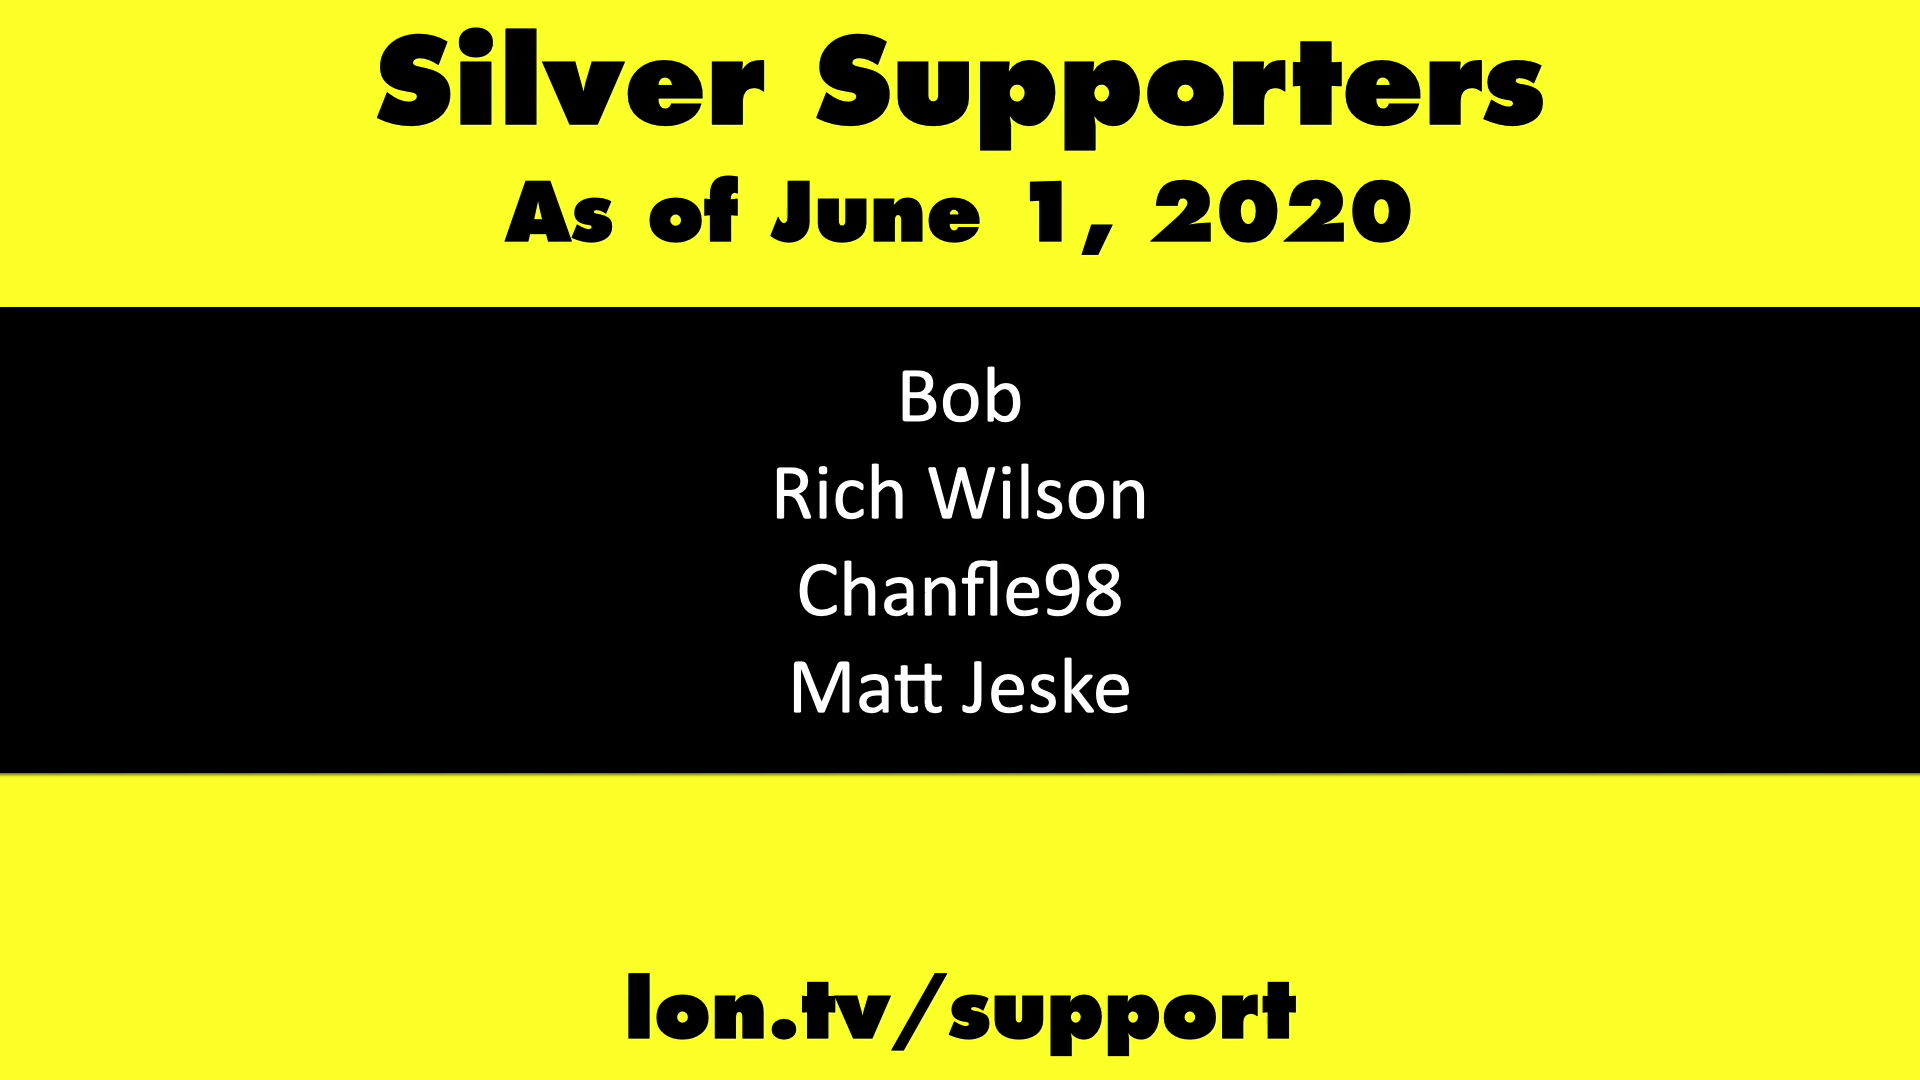 Silver Supporters
As of June 1, 2020
Bob
Rich Wilson
Chanfle98
Matt Jeske
lon.tv/support